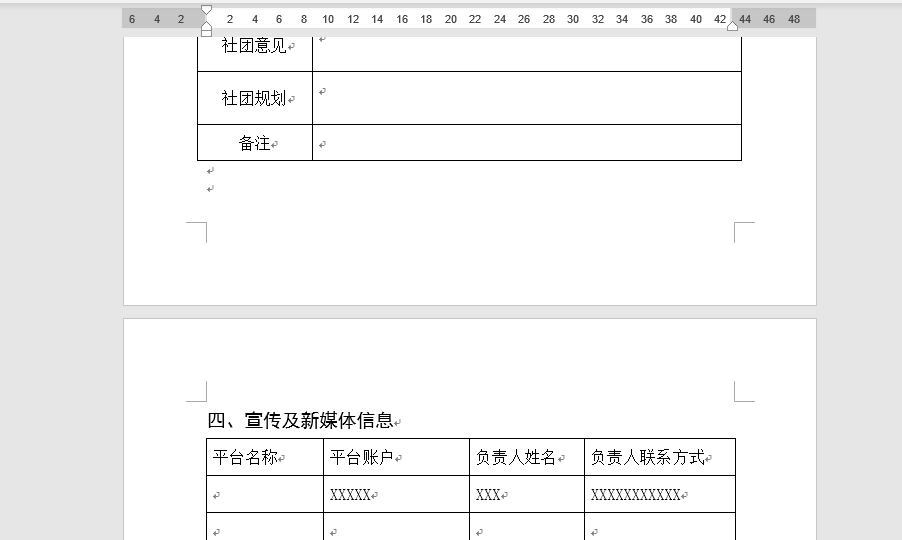 6 4 2 2 4 6 8 10 12 14 16 18 20 22 24 26 28 30 32 34 36 38 40 42 44 46 48
社团意见
社团规划
备注
四、宣传及新媒体信息
平台名称 平台账户 负责人姓名 负责人联系方式
XXXXX XXX XXXXXXXXXXX